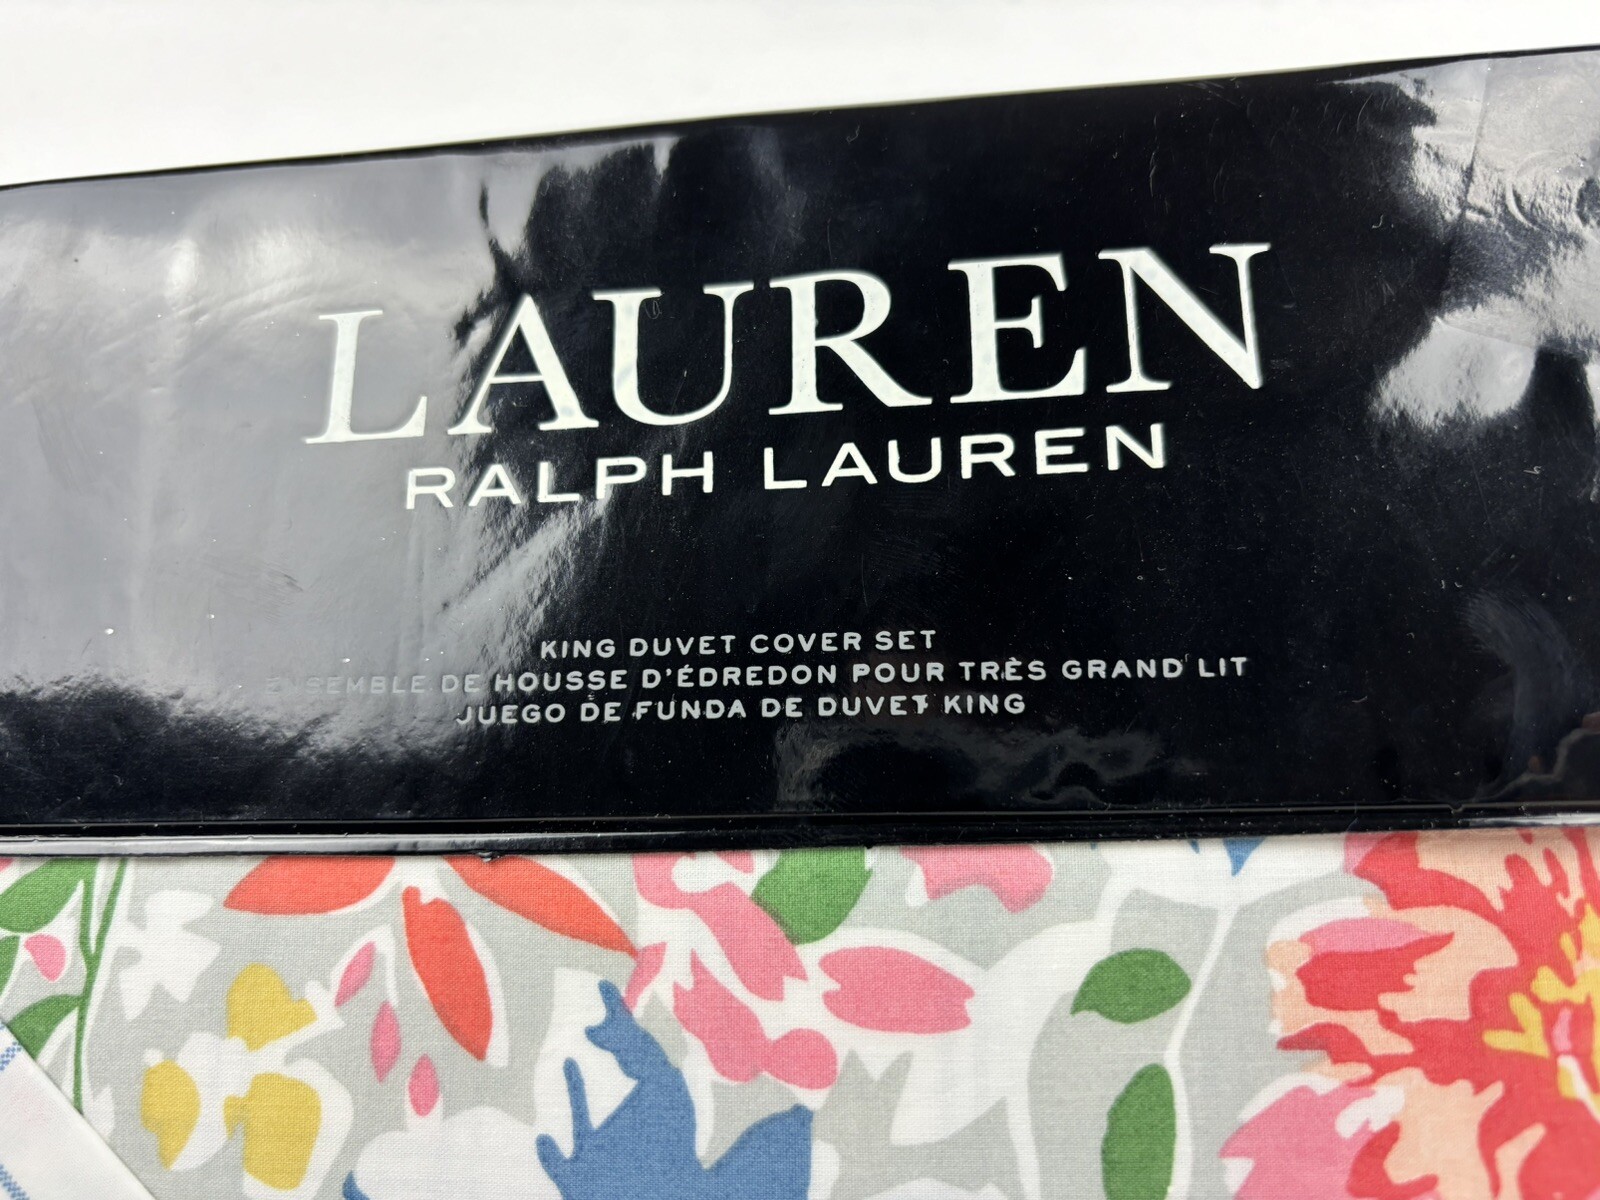 LAUREN
RALPH LAUREN
KING DUVET COVER SET
ENSEMBLE DE HOUSSE D'ÉDREDON POUR TRÈS GRAND LIT
JUEGO DE FUNDA DE DUVET KING